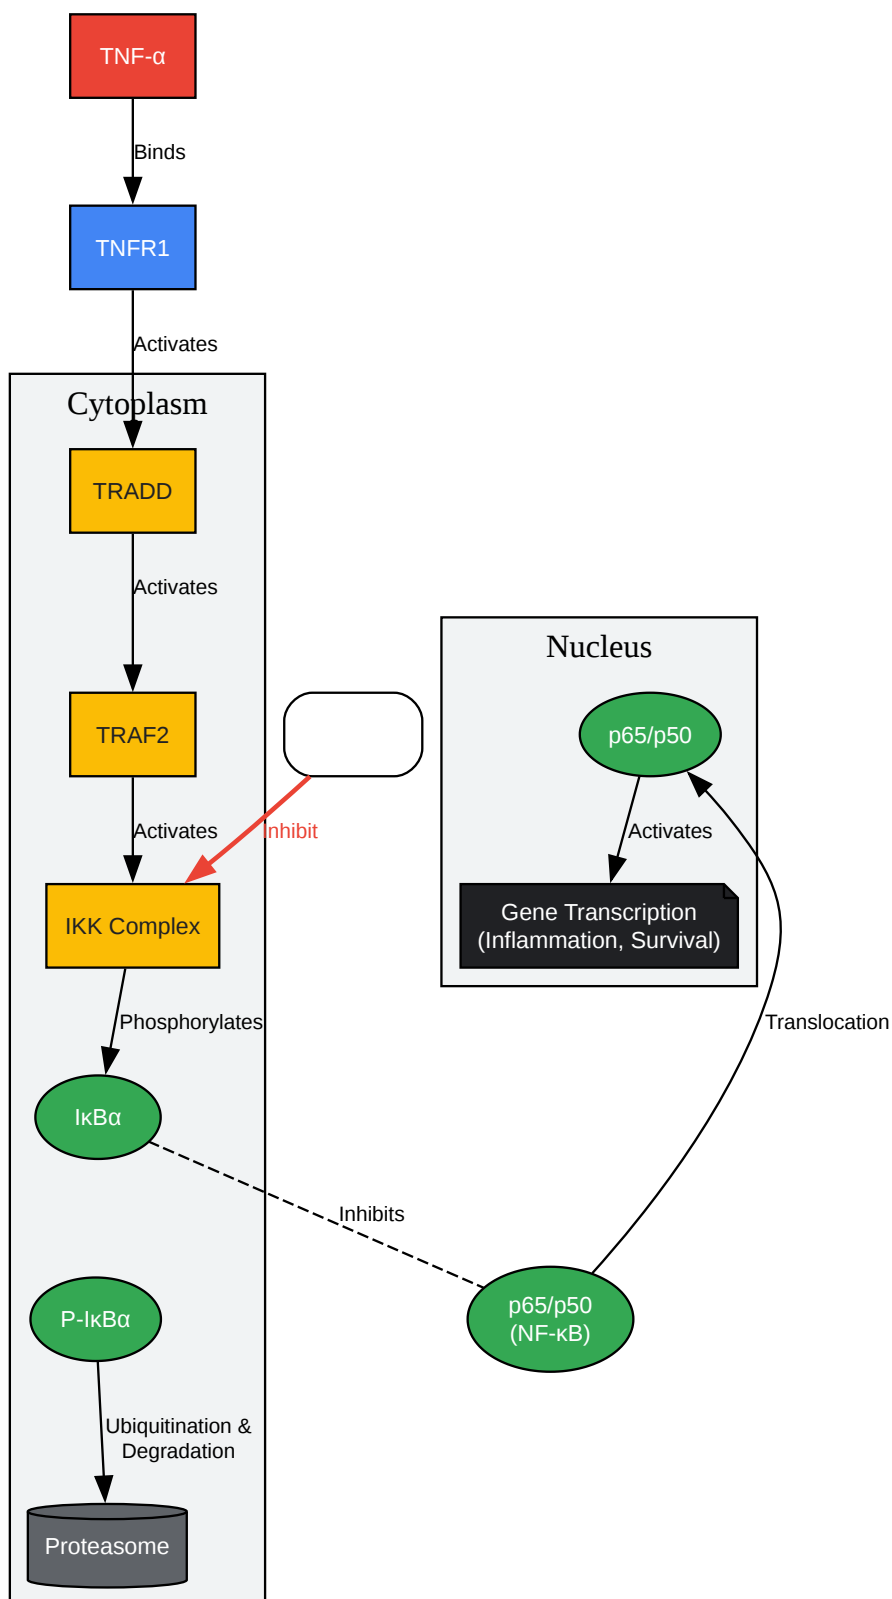 TNF-α
Binds
TNFR1
Activates
Cytoplasm
TRADD
Activates
TRAF2
Activates
Inhibit
IKK Complex
Phosphorylates
IκBα
Inhibits
P-IκBα
Ubiquitination &
Degradation
Proteasome
Nucleus
p65/p50
Activates
Gene Transcription
(Inflammation, Survival)
Translocation
p65/p50
(NF-κB)